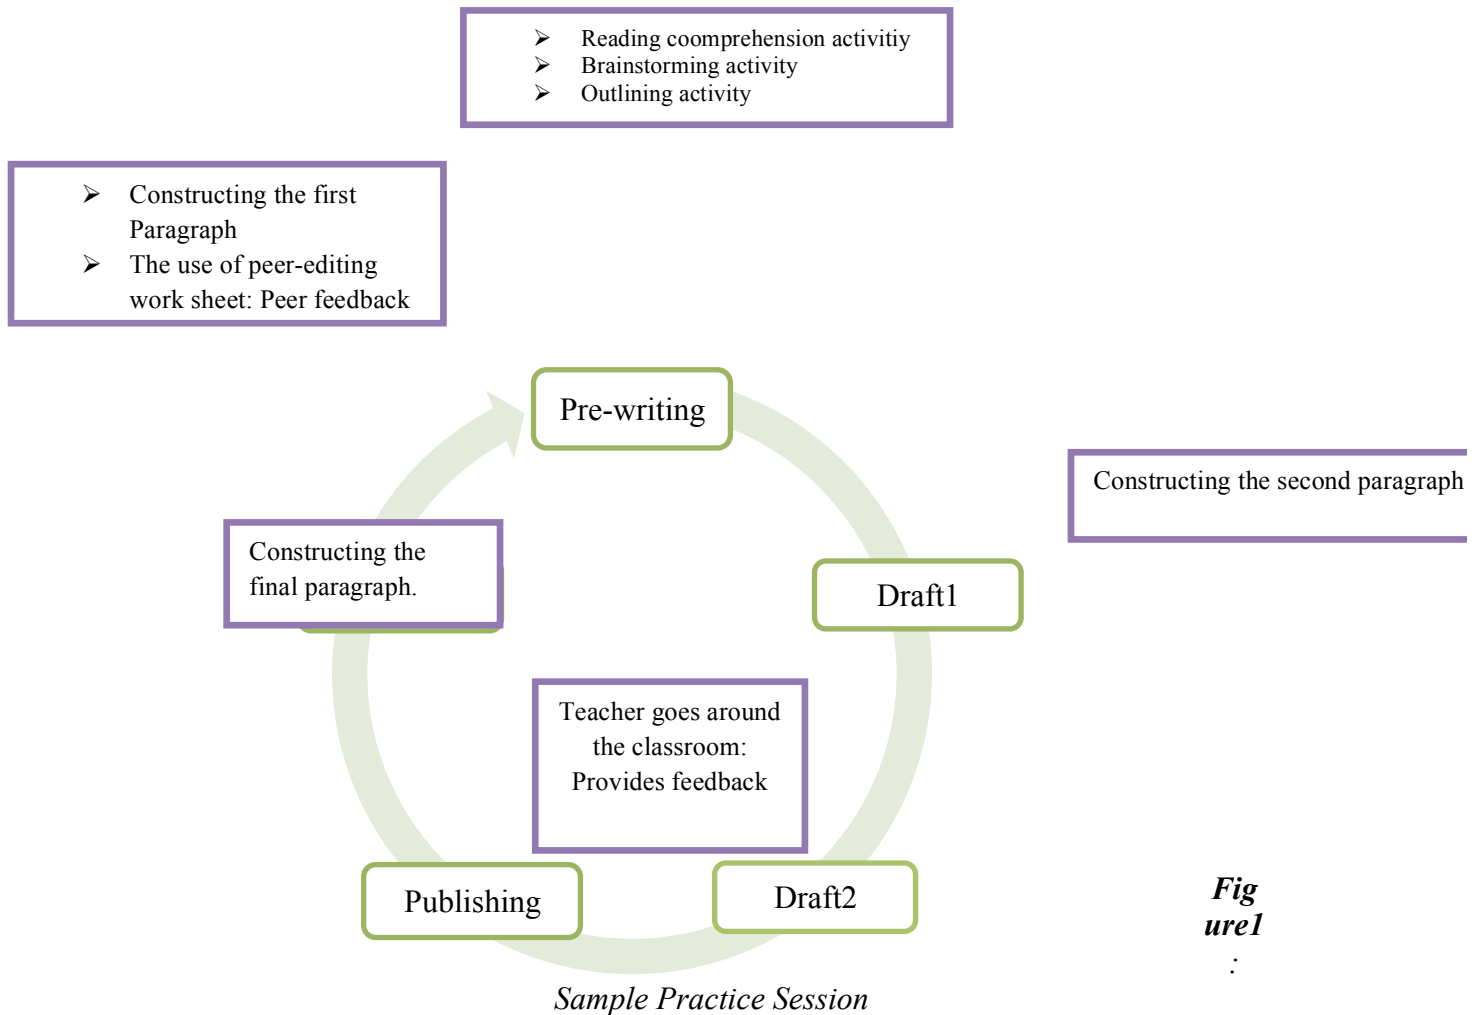 ➢ Reading coomprehension activitiy
➢ Brainstorming activity
➢ Outlining activity
➢ Constructing the first
Paragraph
➢ The use of peer-editing
work sheet: Peer feedback
Pre-writing
Constructing the second paragraph
Constructing the
final paragraph.
Draft1
Teacher goes around
the classroom:
Provides feedback
Publishing
Draft2
Fig
ure1
:
Sample Practice Session